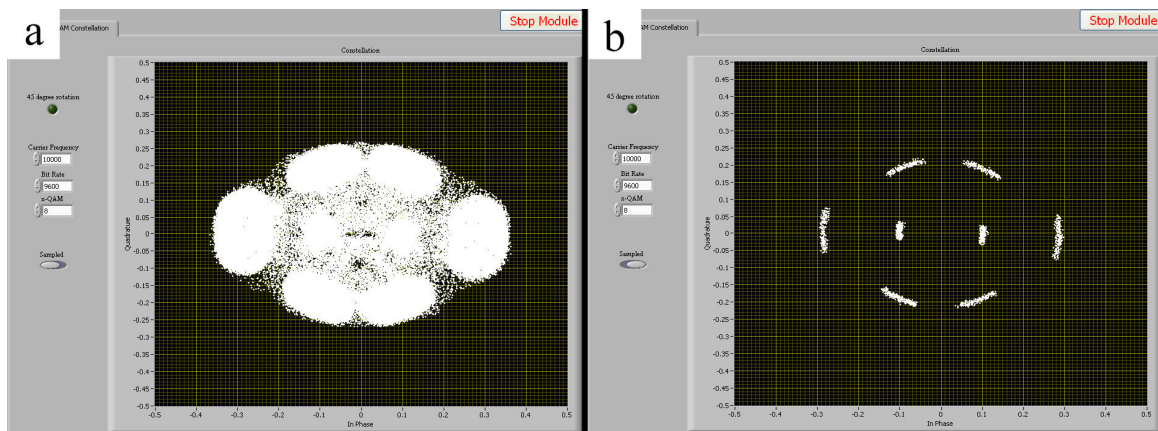 a
AM Constellation
Stop Module
Constellation
45 degree rotation
Carrier Frequency
10000
Bit Rate
9600
x-QAM
8
Sampled
Quadrature
0.5
0.45
0.4
0.35
0.3
0.25
0.2
0.15
0.1
0.05
0
-0.05
-0.1
-0.15
-0.2
-0.25
-0.3
-0.35
-0.4
-0.45
-0.5
-0.5 -0.4 -0.3 -0.2 -0.1 0.0 0.1 0.2 0.3 0.4 0.5
In Phase
b
AM Constellation
Stop Module
Constellation
45 degree rotation
Carrier Frequency
10000
Bit Rate
9600
x-QAM
8
Sampled
Quadrature
0.5
0.45
0.4
0.35
0.3
0.25
0.2
0.15
0.1
0.05
0
-0.05
-0.1
-0.15
-0.2
-0.25
-0.3
-0.35
-0.4
-0.45
-0.5
-0.5 -0.4 -0.3 -0.2 -0.1 0.0 0.1 0.2 0.3 0.4 0.5
In Phase